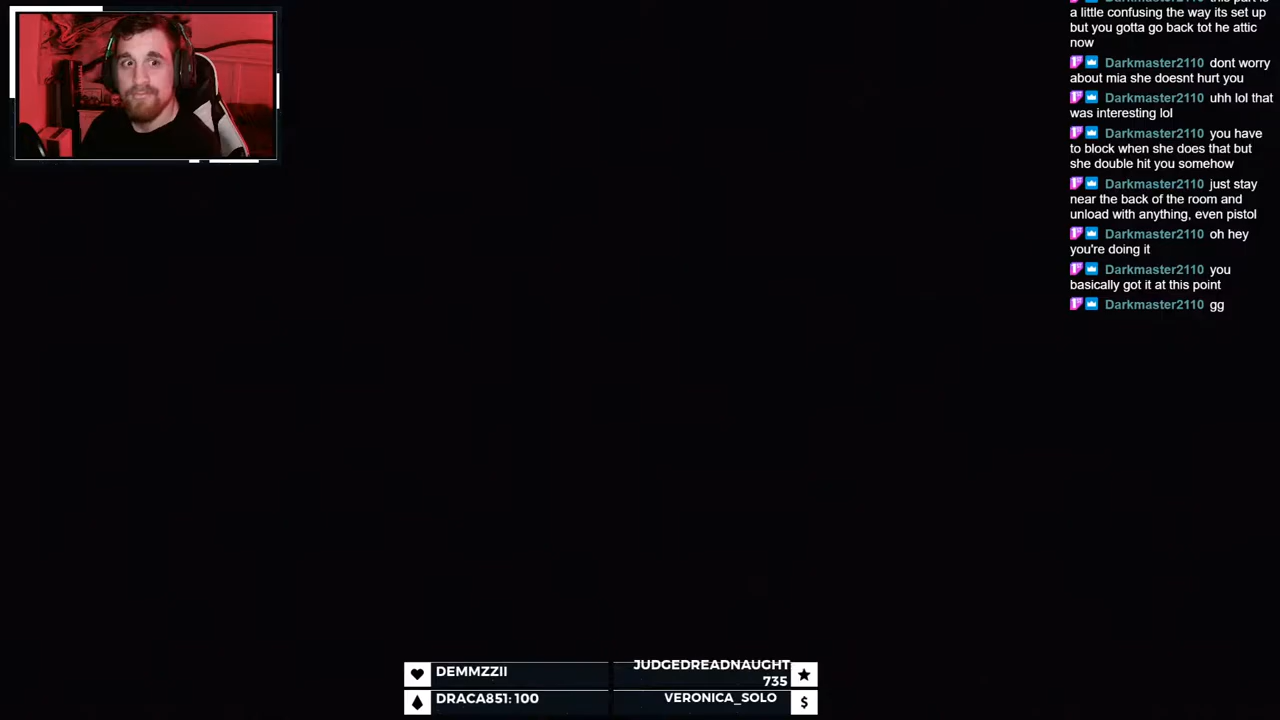 Darkmaster2110 this part is
a little confusing the way its set up
but you gotta go back tot he attic
now
Darkmaster2110 dont worry
about mia she doesnt hurt you
Darkmaster2110 uhh lol that
was interesting lol
Darkmaster2110 you have
to block when she does that but
she double hit you somehow
Darkmaster2110 just stay
near the back of the room and
unload with anything, even pistol
Darkmaster2110 oh hey
you're doing it
Darkmaster2110 you
basically got it at this point
Darkmaster2110 gg
DEMMZZII
DRACA851: 100
JUDGEDREADNAUGHT
735
VERONICA_SOLO
$